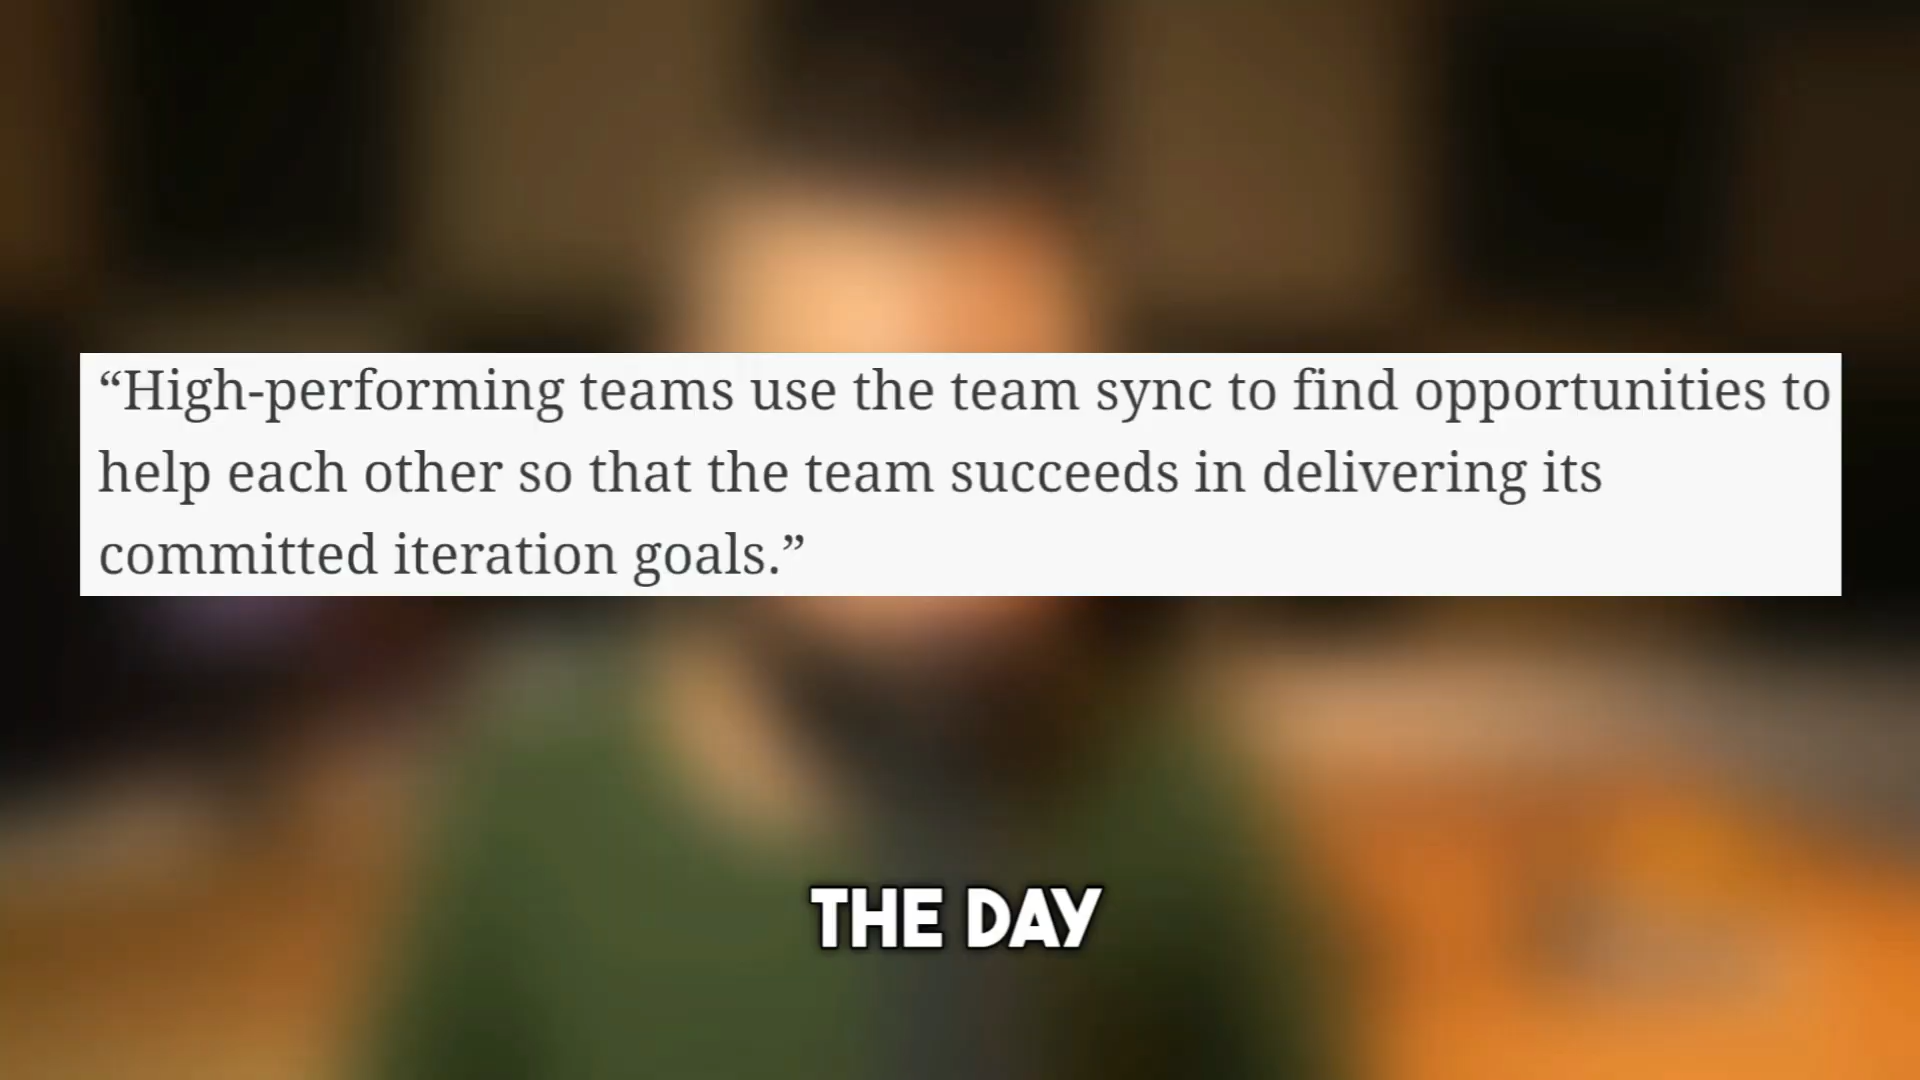 “High-performing teams use the team sync to find opportunities to
help each other so that the team succeeds in delivering its
committed iteration goals.”
THE DAY